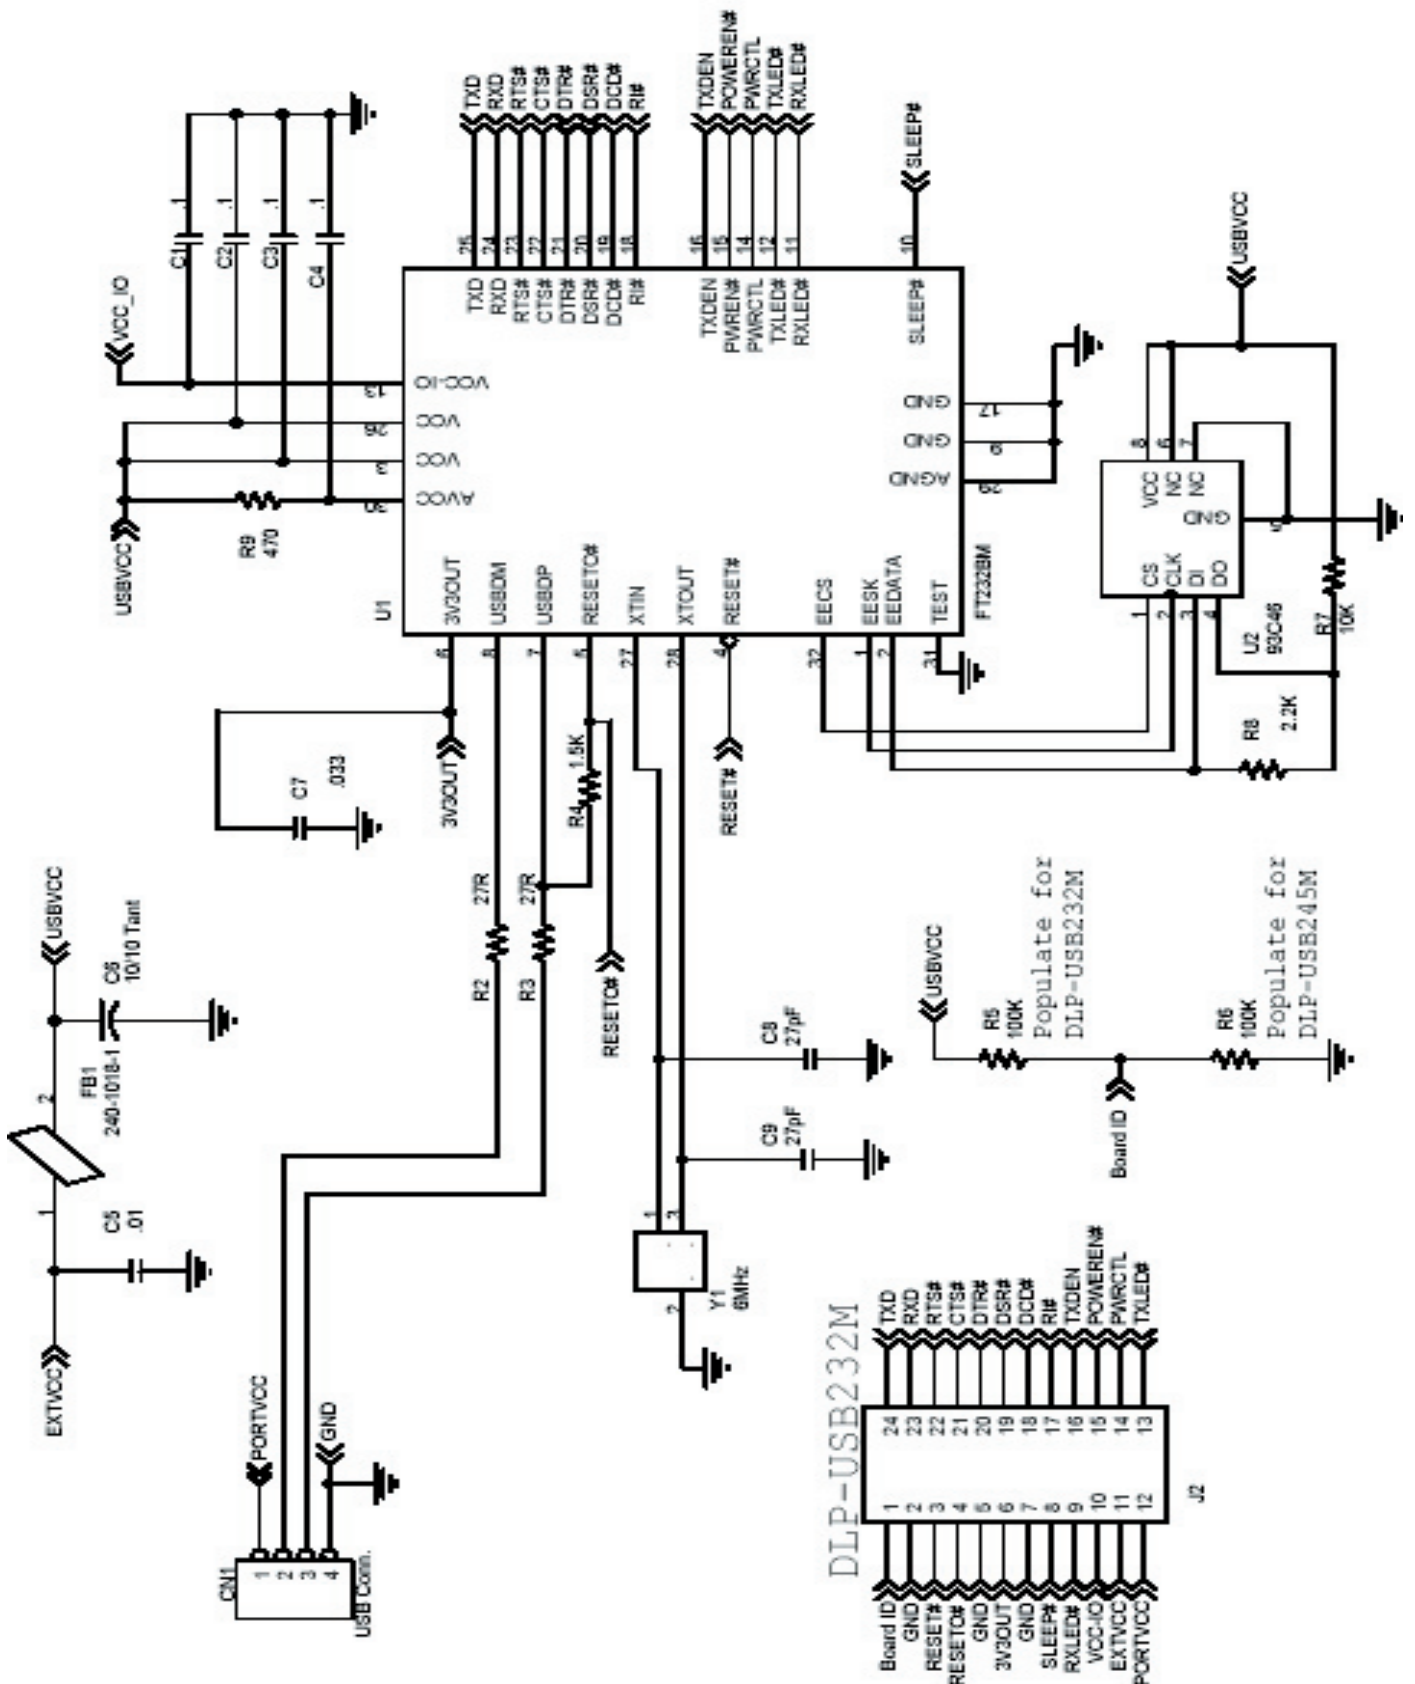 EXTVCC
1
2
USBVCC
C5
.01
FB1
240-1018-1
C6
10/10 Tant
CN1
1
2
3
4
USB Conn.
PORTVCC
GND
R2
27R
R3
27R
C7
.033
3V3OUT
R4
1.5K
RESETO#
RESET#
Y1
6MHz
1
3
2
C9
27pF
C8
27pF
USBVCC
R9
470
VCC_IO
C1
.1
C2
.1
C3
.1
C4
.1
U1
6
3V3OUT
8
USBDM
7
USBDP
5
RESETO#
27
XTIN
28
XTOUT
4
RESET#
32
EECS
1
EESK
2
EEDATA
31
TEST
FT232BM
AVCC
3
VCC
26
VCC
13
VCC-IO
TXD
25
TXD
RXD
24
RXD
RTS#
23
RTS#
CTS#
22
CTS#
DTR#
21
DTR#
DSR#
20
DSR#
DCD#
19
DCD#
RI#
18
RI#
TXDEN
16
TXDEN
PWREN#
15
POWEREN#
PWRCTL
14
PWRCTL
TXLED#
12
TXLED#
RXLED#
11
RXLED#
SLEEP#
10
SLEEP#
AGND
29
GND
9
GND
17
GND
U2
93C46
1
CS
2
CLK
3
DI
4
DO
VCC
8
NC
6
NC
7
GND
5
USBVCC
R7
10K
R8
2.2K
USBVCC
R5
100K
Populate for
DLP-USB232M
Board ID
R6
100K
Populate for
DLP-USB245M
DLP-USB232M
Board ID 1 24 TXD
GND 2 23 RXD
RESET# 3 22 RTS#
RESETO# 4 21 CTS#
GND 5 20 DTR#
3V3OUT 6 19 DSR#
GND 7 18 DCD#
SLEEP# 8 17 RI#
RXLED# 9 16 TXDEN
VCC-IO 10 15 POWEREN#
EXTVCC 11 14 PWRCTL
PORTVCC 12 13 TXLED#
J2